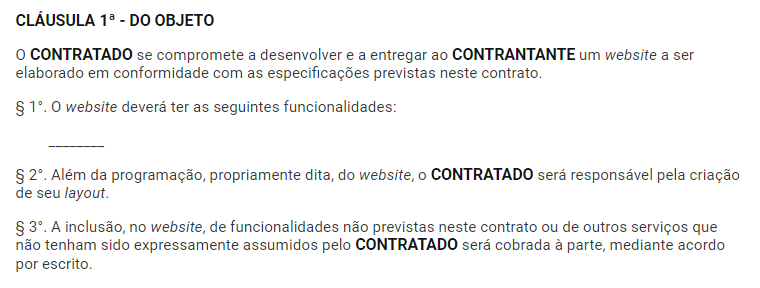 CLÁUSULA 1ª - DO OBJETO
O CONTRATADO se compromete a desenvolver e a entregar ao CONTRANTANTE um website a ser
elaborado em conformidade com as especificações previstas neste contrato.
§ 1°. O website deverá ter as seguintes funcionalidades:
________
§ 2°. Além da programação, propriamente dita, do website, o CONTRATADO será responsável pela criação
de seu layout.
§ 3°. A inclusão, no website, de funcionalidades não previstas neste contrato ou de outros serviços que
não tenham sido expressamente assumidos pelo CONTRATADO será cobrada à parte, mediante acordo
por escrito.